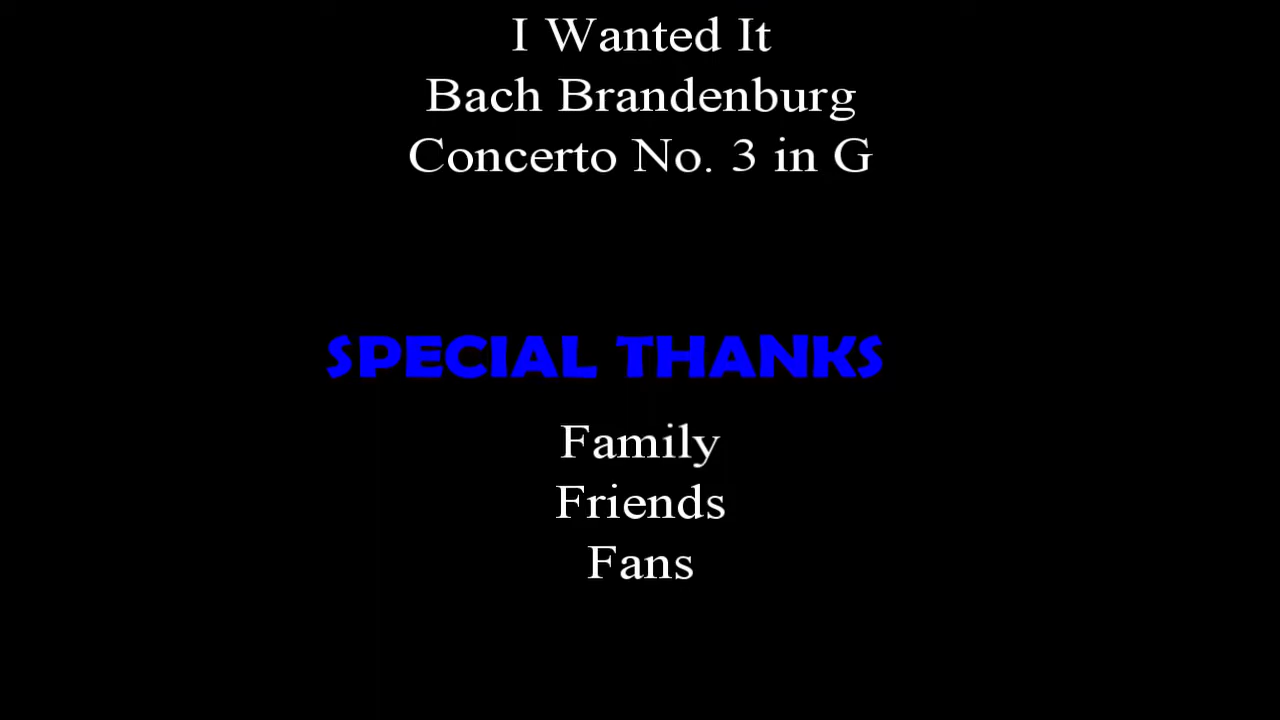 I Wanted It
Bach Brandenburg
Concerto No. 3 in G
SPECIAL THANKS
Family
Friends
Fans